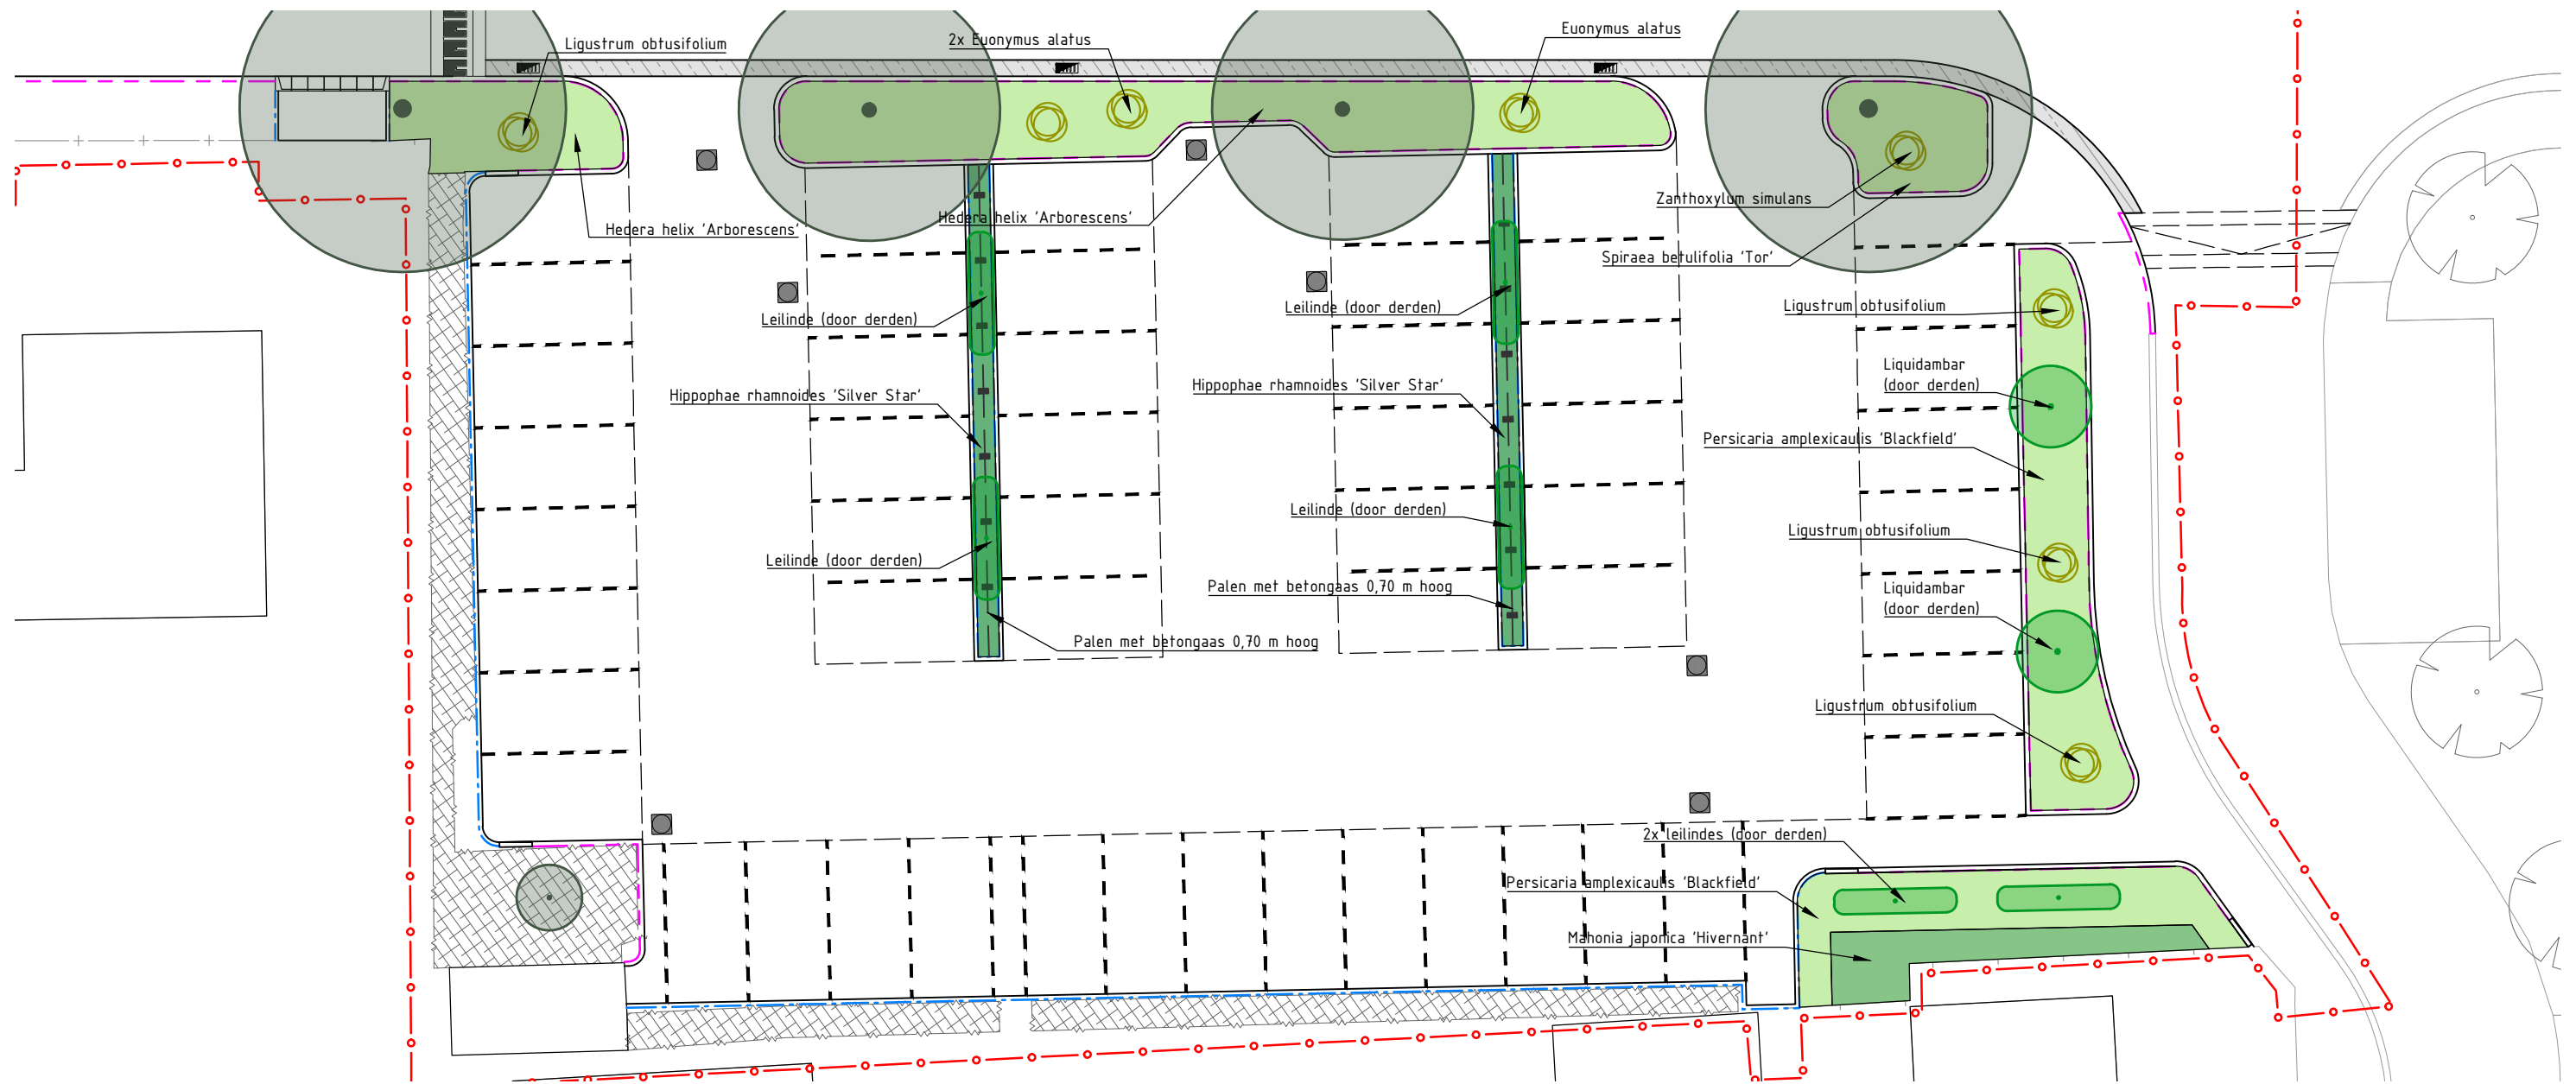 Euonymus alatus
2x Euonymus alatus
Ligustrum obtusifolium
Zanthoxylum simulans
Hedera helix 'Arborescens'
Hedera helix 'Arborescens'
Spiraea betulifolia 'Tor'
Leilinde (door derden)
Leilinde (door derden)
Ligustrum obtusifolium
Liquidambar
(door derden)
Hippophae rhamnoides 'Silver Star'
Hippophae rhamnoides 'Silver Star'
Persicaria amplexicaulis 'Blackfield'
Leilinde (door derden)
Ligustrum obtusifolium
Leilinde (door derden)
Palen met betongaas 0,70 m hoog
Liquidambar
(door derden)
Palen met betongaas 0,70 m hoog
Ligustrum obtusifolium
2x leilindes (door derden)
Persicaria amplexicaulis 'Blackfield'
Mahonia japonica 'Hivernant'